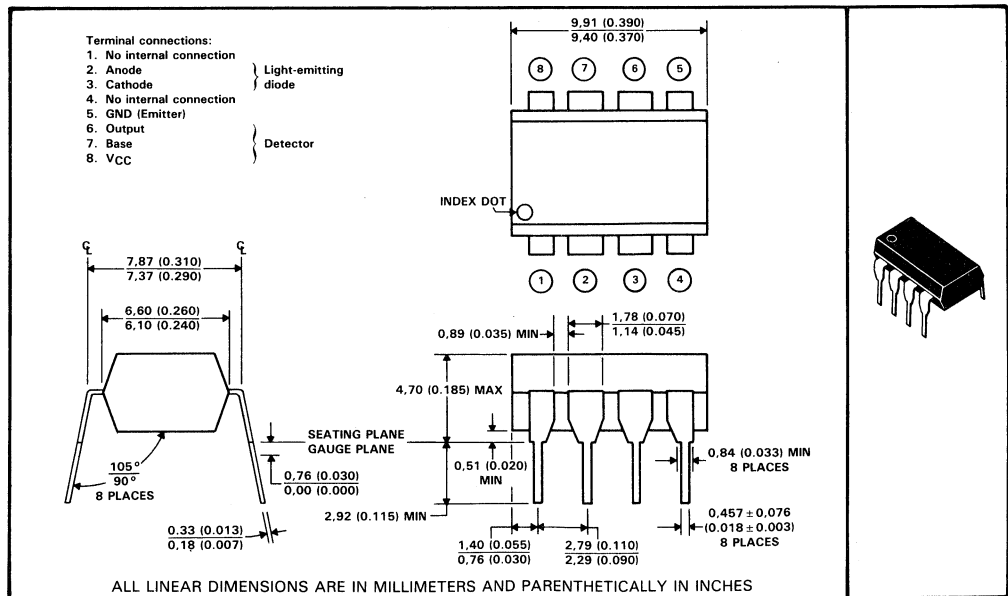 Terminal connections:
1. No internal connection
2. Anode
3. Cathode
Light-emitting
diode
4. No internal connection
5. GND (Emitter)
6. Output
7. Base
8. VCC
Detector
9,91 (0.390)
9,40 (0.370)
8 7 6 5
INDEX DOT
1 2 3 4
℄ ℄
7,87 (0.310)
7,37 (0.290)
6,60 (0.260)
6,10 (0.240)
105°
90°
8 PLACES
0.33 (0.013)
0,18 (0.007)
SEATING PLANE
GAUGE PLANE
0,76 (0.030)
0,00 (0.000)
0,89 (0.035) MIN
1,78 (0.070)
1,14 (0.045)
4,70 (0.185) MAX
0,51 (0.020)
MIN
2,92 (0.115) MIN
0,84 (0.033) MIN
8 PLACES
0,457 ± 0,076
(0.018 ± 0.003)
8 PLACES
1,40 (0.055)
0,76 (0.030)
2,79 (0.110)
2,29 (0.090)
ALL LINEAR DIMENSIONS ARE IN MILLIMETERS AND PARENTHETICALLY IN INCHES